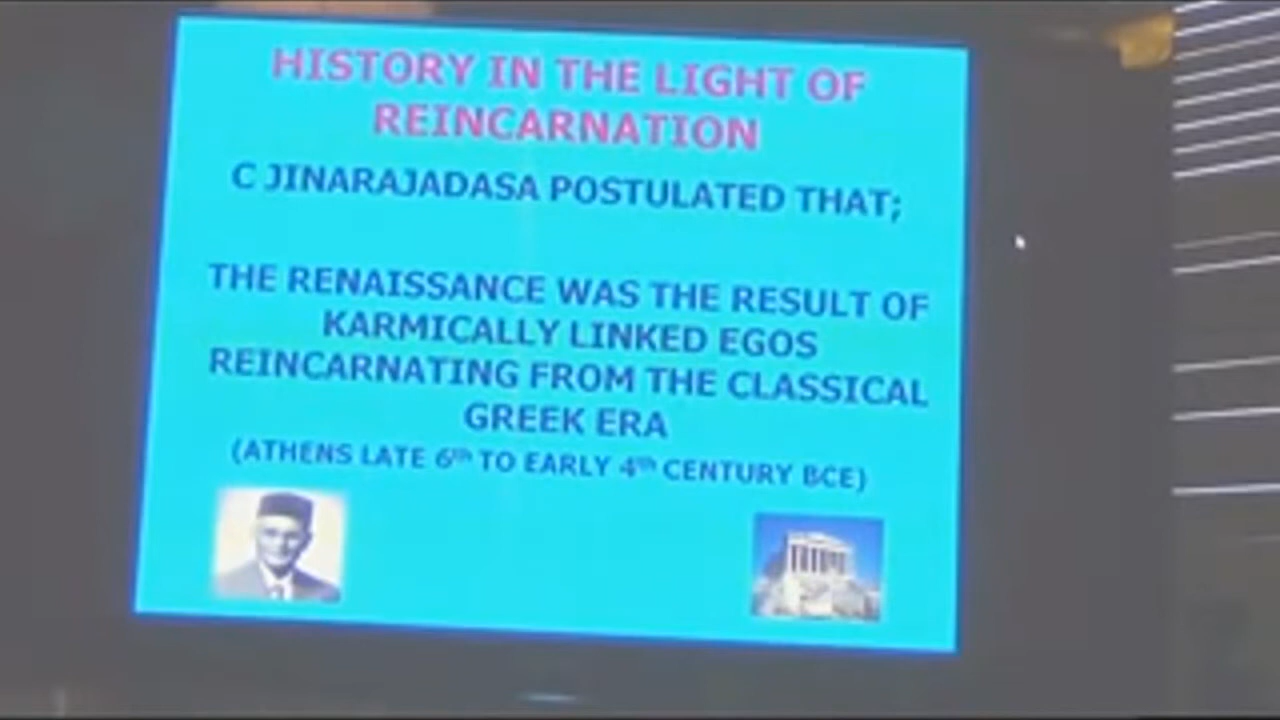 HISTORY IN THE LIGHT OF
REINCARNATION
C JINARAJADASA POSTULATED THAT;
THE RENAISSANCE WAS THE RESULT OF
KARMICALLY LINKED EGOS
REINCARNATING FROM THE CLASSICAL
GREEK ERA
(ATHENS LATE 6th TO EARLY 4th CENTURY BCE)